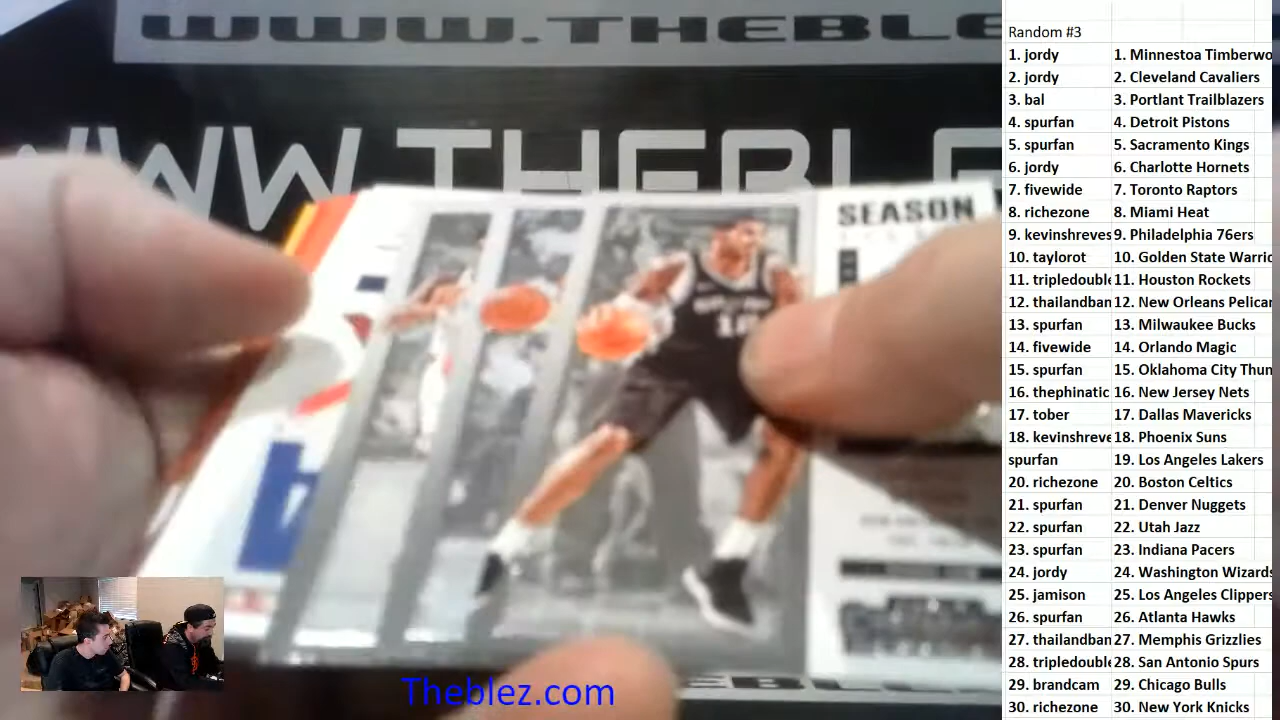 WWW.THEBLE
WW THEBLE
SEASON
Theblez.com
Random #3
1. jordy 1. Minnestoa Timberwo
2. jordy 2. Cleveland Cavaliers
3. bal 3. Portlant Trailblazers
4. spurfan 4. Detroit Pistons
5. spurfan 5. Sacramento Kings
6. jordy 6. Charlotte Hornets
7. fivewide 7. Toronto Raptors
8. richezone 8. Miami Heat
9. kevinshreves 9. Philadelphia 76ers
10. taylorot 10. Golden State Warric
11. tripledouble 11. Houston Rockets
12. thailandban 12. New Orleans Pelicar
13. spurfan 13. Milwaukee Bucks
14. fivewide 14. Orlando Magic
15. spurfan 15. Oklahoma City Thun
16. thephinatic 16. New Jersey Nets
17. tober 17. Dallas Mavericks
18. kevinshreve 18. Phoenix Suns
spurfan 19. Los Angeles Lakers
20. richezone 20. Boston Celtics
21. spurfan 21. Denver Nuggets
22. spurfan 22. Utah Jazz
23. spurfan 23. Indiana Pacers
24. jordy 24. Washington Wizards
25. jamison 25. Los Angeles Clippers
26. spurfan 26. Atlanta Hawks
27. thailandban 27. Memphis Grizzlies
28. tripledouble 28. San Antonio Spurs
29. brandcam 29. Chicago Bulls
30. richezone 30. New York Knicks